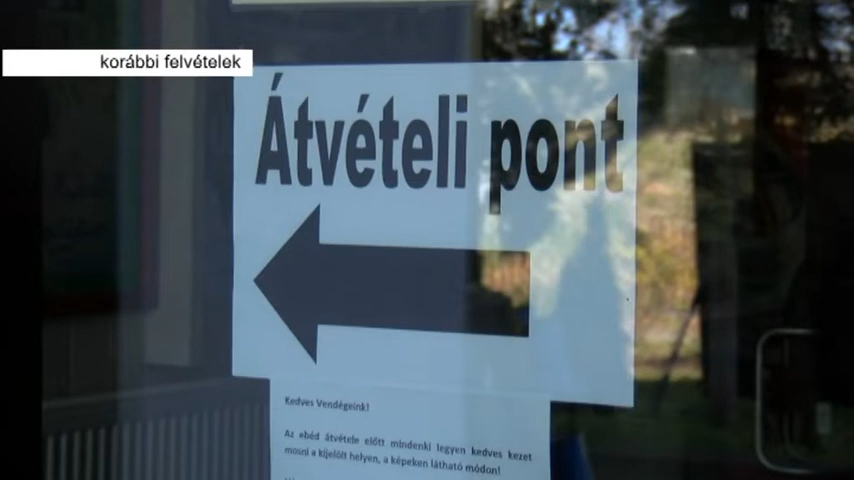 korábbi felvételek
Átvételi pont
Kedves Vendégeink!
Az ebéd átvétele előtt mindenki legyen kedves kezet
mosni a kijelölt helyen, a képeken látható módon!